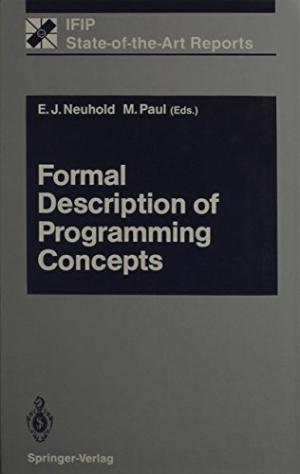 IFIP
State-of-the-Art Reports
E. J. Neuhold M. Paul (Eds.)
Formal
Description of
Programming
Concepts
Springer-Verlag